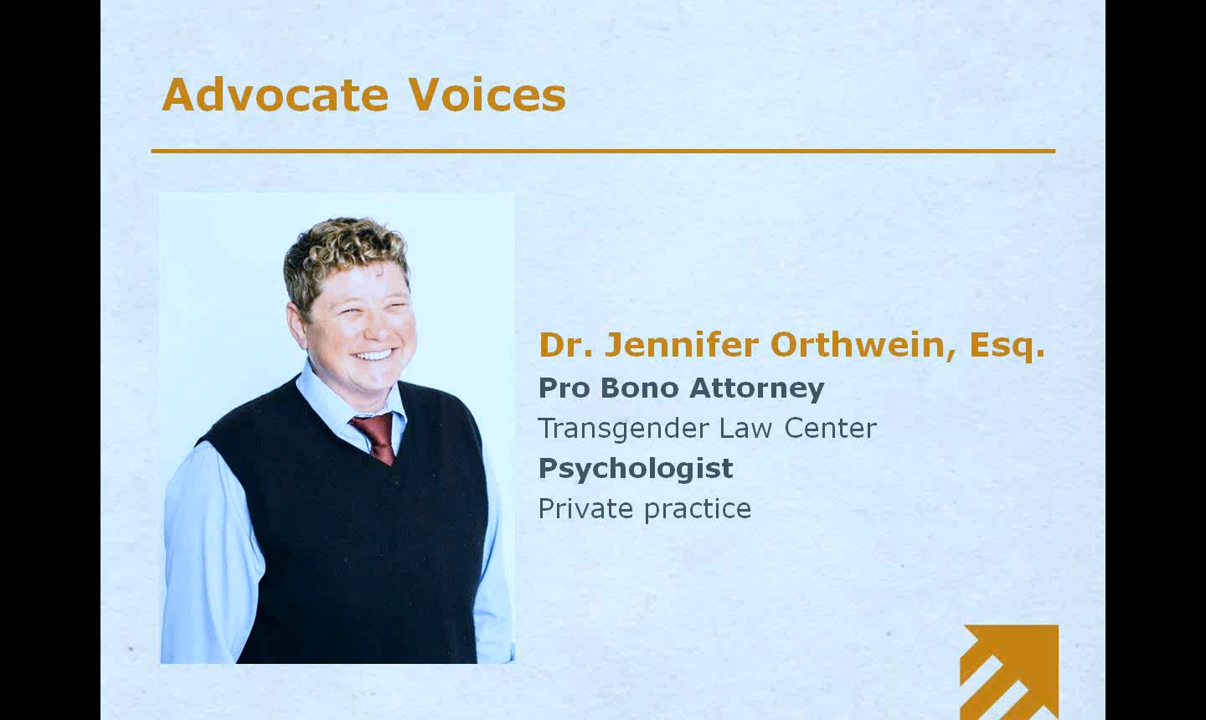 Advocate Voices
Dr. Jennifer Orthwein, Esq.
Pro Bono Attorney
Transgender Law Center
Psychologist
Private practice